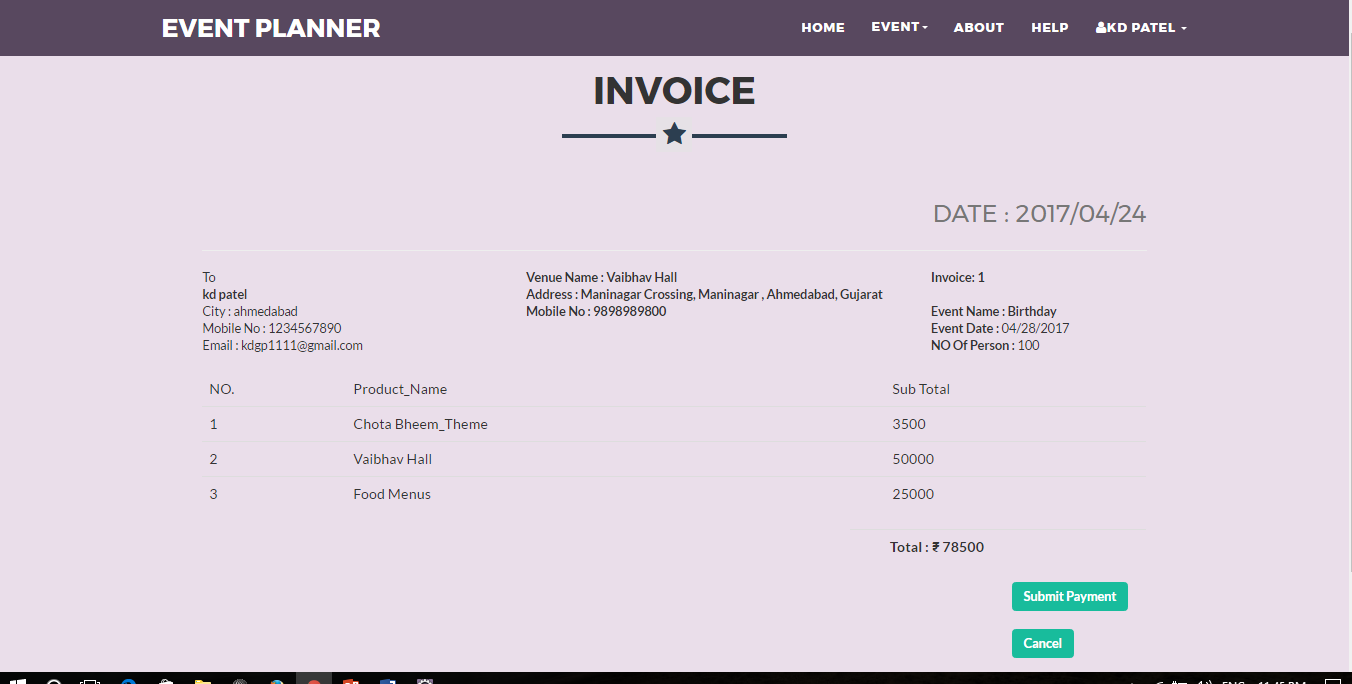 EVENT PLANNER
HOME EVENT ABOUT HELP KD PATEL
INVOICE
DATE : 2017/04/24
To
kd patel
City : ahmedabad
Mobile No : 1234567890
Email : kdgp1111@gmail.com
Venue Name : Vaibhav Hall
Address : Maninagar Crossing, Maninagar , Ahmedabad, Gujarat
Mobile No : 9898989800
Invoice: 1
Event Name : Birthday
Event Date : 04/28/2017
NO Of Person : 100
NO. Product_Name Sub Total
1 Chota Bheem_Theme 3500
2 Vaibhav Hall 50000
3 Food Menus 25000
Total : ₹ 78500
Submit Payment
Cancel